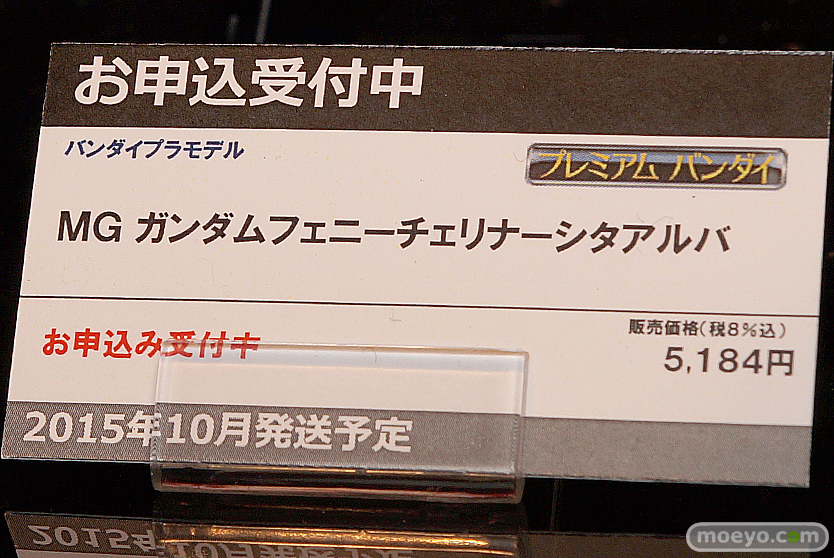 お申込受付中
バンダイプラモデル
プレミアム バンダイ
MG ガンダムフェニーチェリナーシタアルバ
お申込み受付中
販売価格(税8%込)
5,184円
2015年10月発送予定
moeyo.com